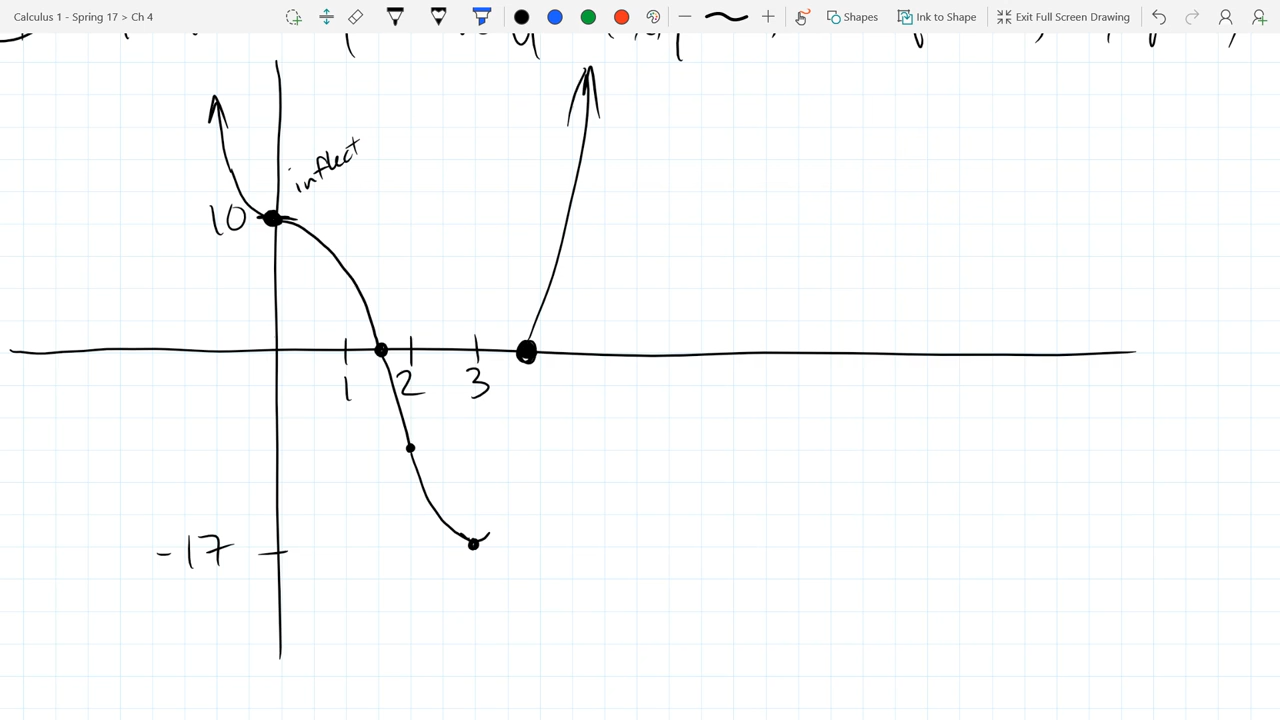 Calculus 1 - Spring 17 > Ch 4
Shapes
Ink to Shape
Exit Full Screen Drawing
inflect
10
1 2 3
-17